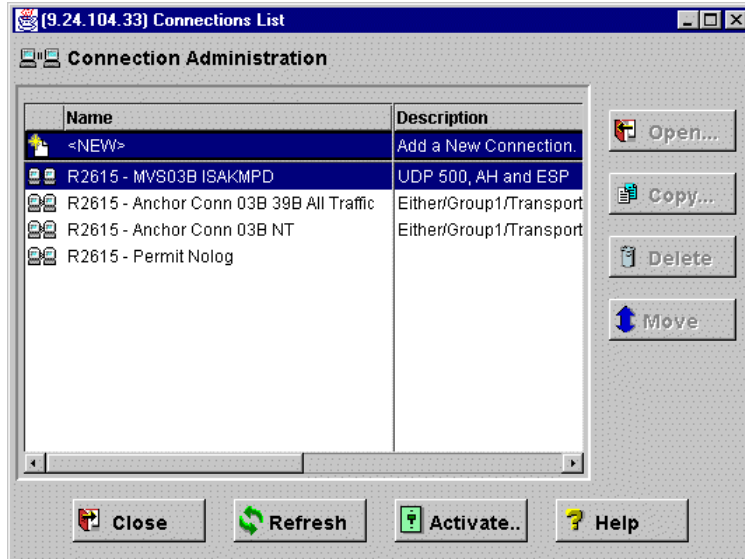 (9.24.104.33) Connections List
Connection Administration
Name Description
<NEW> Add a New Connection.
R2615 - MVS03B ISAKMPD UDP 500, AH and ESP
R2615 - Anchor Conn 03B 39B All Traffic Either/Group1/Transport
R2615 - Anchor Conn 03B NT Either/Group1/Transport
R2615 - Permit Nolog
Open...
Copy...
Delete
Move
Close Refresh Activate.. Help